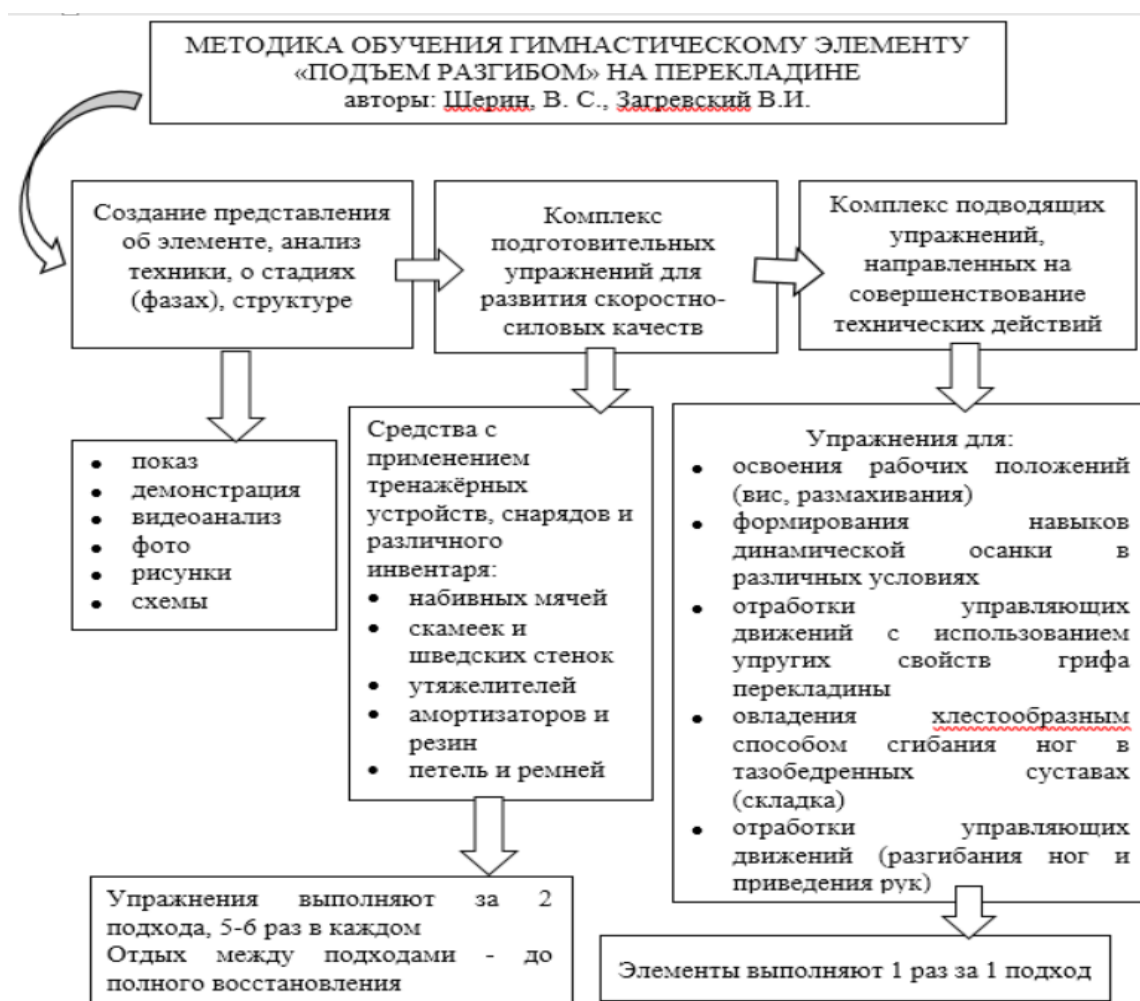 МЕТОДИКА ОБУЧЕНИЯ ГИМНАСТИЧЕСКОМУ ЭЛЕМЕНТУ
«ПОДЪЕМ РАЗГИБОМ» НА ПЕРЕКЛАДИНЕ
авторы: Шерин, В. С., Загревский В.И.
Создание представления
об элементе, анализ
техники, о стадиях
(фазах), структуре
Комплекс
подготовительных
упражнений для
развития скоростно-
силовых качеств
Комплекс подводящих
упражнений,
направленных на
совершенствование
технических действий
• показ
• демонстрация
• видеоанализ
• фото
• рисунки
• схемы
Средства с
применением
тренажёрных
устройств, снарядов и
различного
инвентаря:
• набивных мячей
• скамеек и
шведских стенок
• утяжелителей
• амортизаторов и
резин
• петель и ремней
Упражнения для:
• освоения рабочих положений
(вис, размахивания)
• формирования навыков
динамической осанки в
различных условиях
• отработки управляющих
движений с использованием
упругих свойств грифа
перекладины
• овладения хлестообразным
способом сгибания ног в
тазобедренных суставах
(складка)
• отработки управляющих
движений (разгибания ног и
приведения рук)
Упражнения выполняют за 2
подхода, 5-6 раз в каждом
Отдых между подходами - до
полного восстановления
Элементы выполняют 1 раз за 1 подход